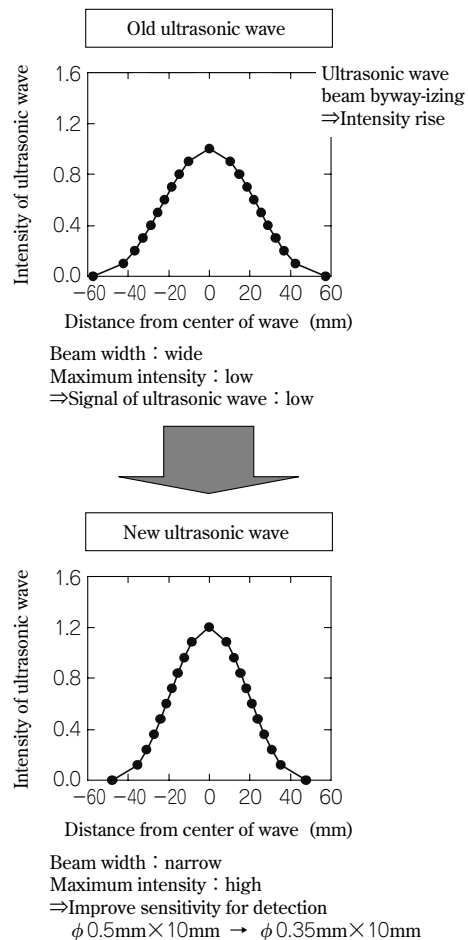 Old ultrasonic wave
Ultrasonic wave
beam byway-izing
⇒Intensity rise
Intensity of ultrasonic wave
1.6
1.2
0.8
0.4
0.0
−60 −40 −20 0 20 40 60
Distance from center of wave (mm)
Beam width：wide
Maximum intensity：low
⇒Signal of ultrasonic wave：low
New ultrasonic wave
Intensity of ultrasonic wave
1.6
1.2
0.8
0.4
0.0
−60 −40 −20 0 20 40 60
Distance from center of wave (mm)
Beam width：narrow
Maximum intensity：high
⇒Improve sensitivity for detection
φ0.5mm×10mm → φ0.35mm×10mm